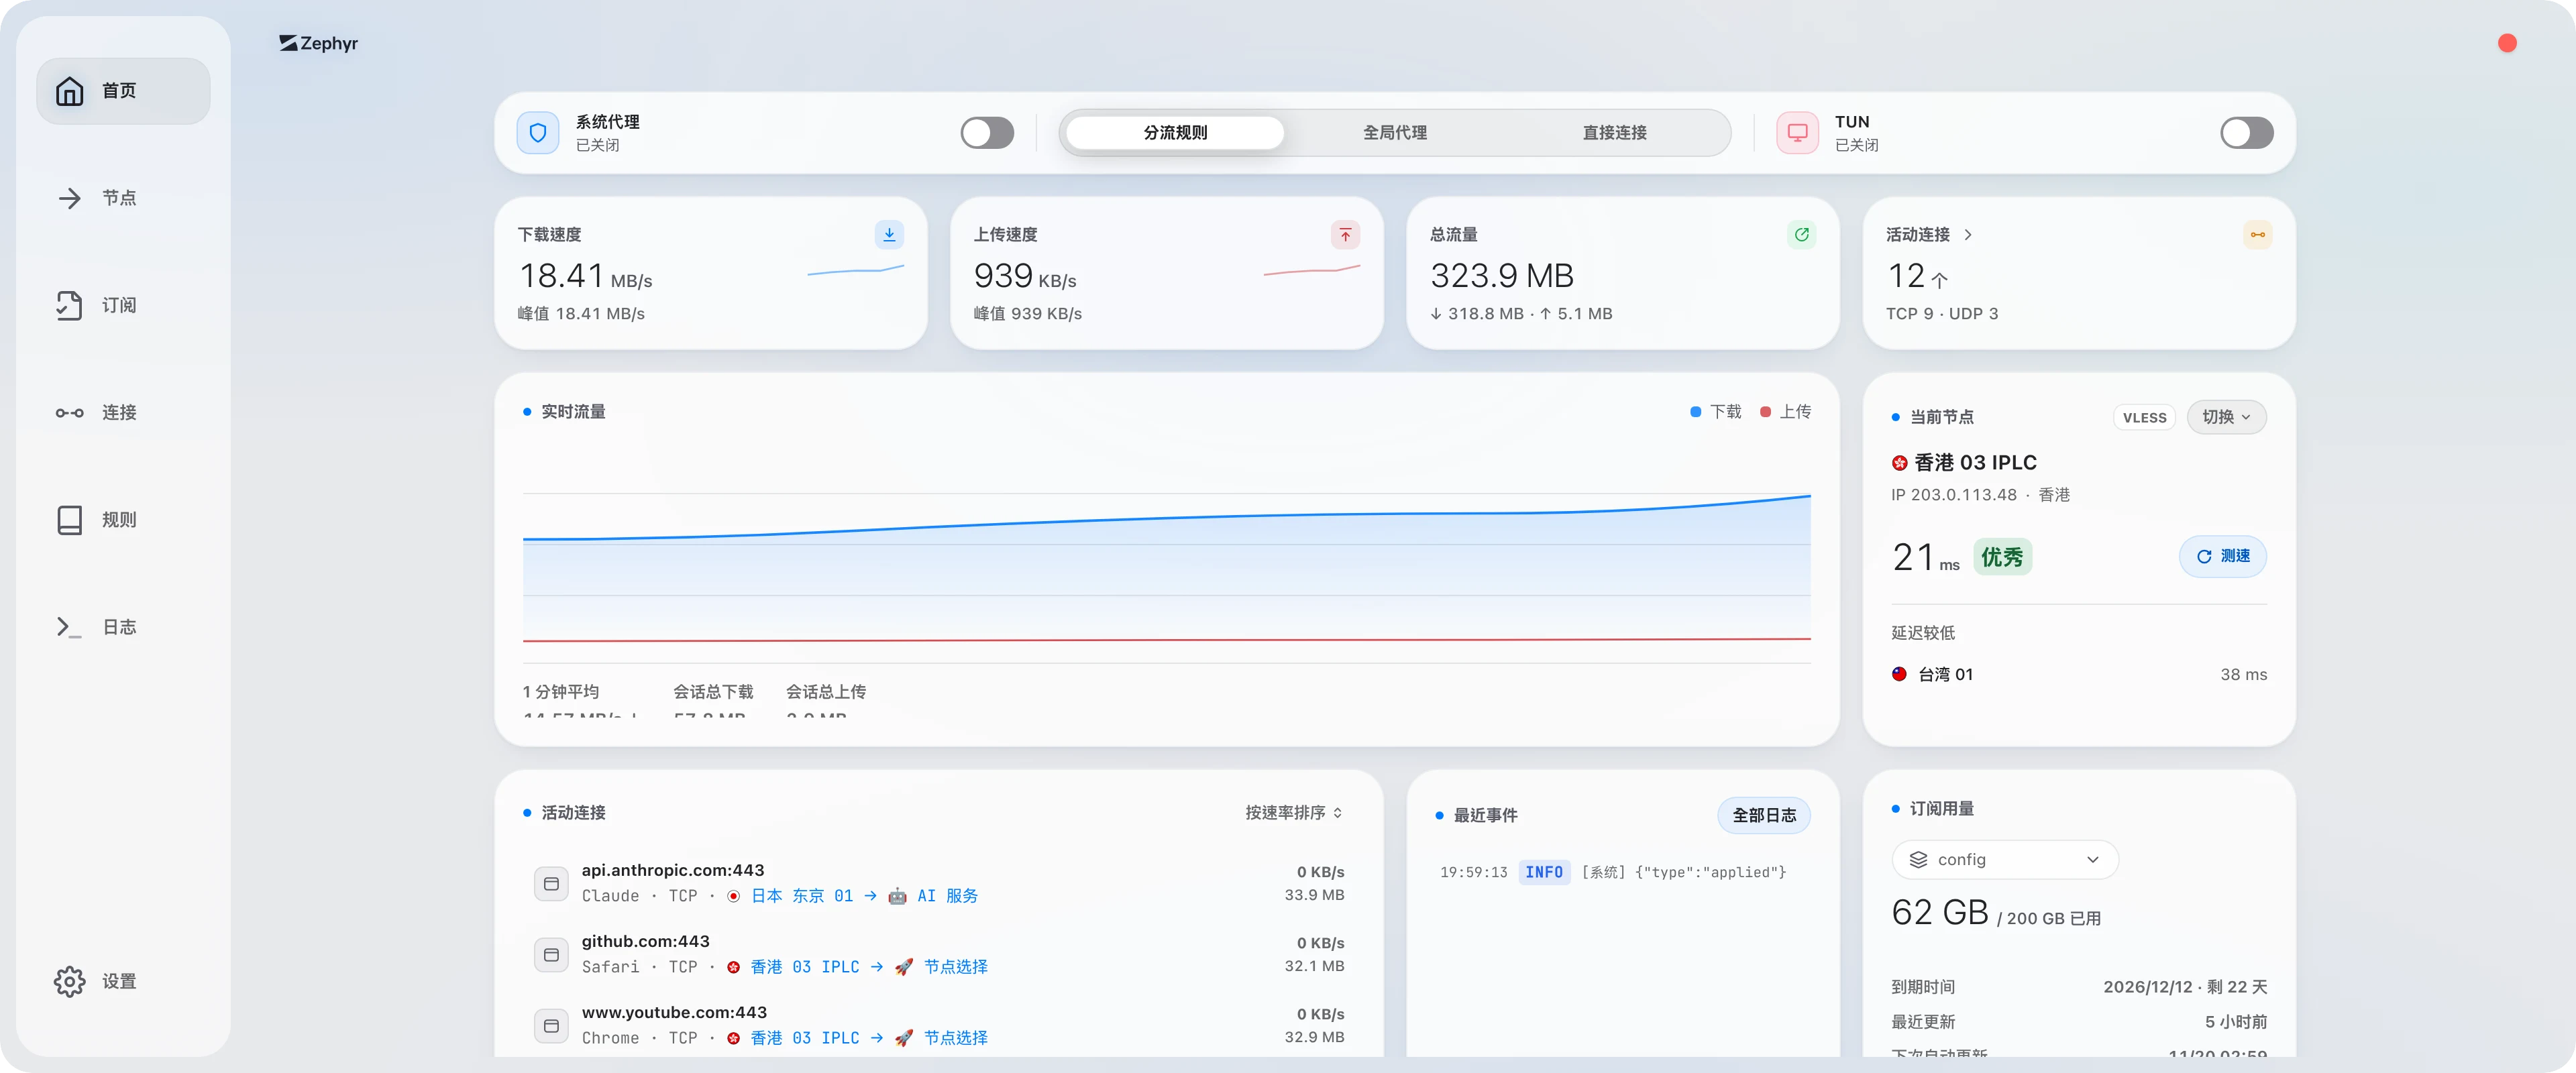 Zephyr
首页
节点
订阅
连接
规则
日志
设置
系统代理
已关闭
分流规则
全局代理
直接连接
TUN
已关闭
下载速度
18.41 MB/s
峰值 18.41 MB/s
上传速度
939 KB/s
峰值 939 KB/s
总流量
323.9 MB
↓ 318.8 MB · ↑ 5.1 MB
活动连接
12 个
TCP 9 · UDP 3
实时流量
下载
上传
1 分钟平均
会话总下载
会话总上传
当前节点
VLESS
切换
香港 03 IPLC
IP 203.0.113.48 · 香港
21 ms 优秀
测速
延迟较低
台湾 01
38 ms
活动连接
按速率排序
api.anthropic.com:443
0 KB/s
Claude · TCP · 🇯🇵 日本 东京 01 → 🤖 AI 服务
33.9 MB
github.com:443
0 KB/s
Safari · TCP · 🇭🇰 香港 03 IPLC → 🚀 节点选择
32.1 MB
www.youtube.com:443
0 KB/s
Chrome · TCP · 🇭🇰 香港 03 IPLC → 🚀 节点选择
32.9 MB
最近事件
全部日志
19:59:13 INFO [系统] {"type":"applied"}
订阅用量
config
62 GB / 200 GB 已用
到期时间
2026/12/12 · 剩 22 天
最近更新
5 小时前